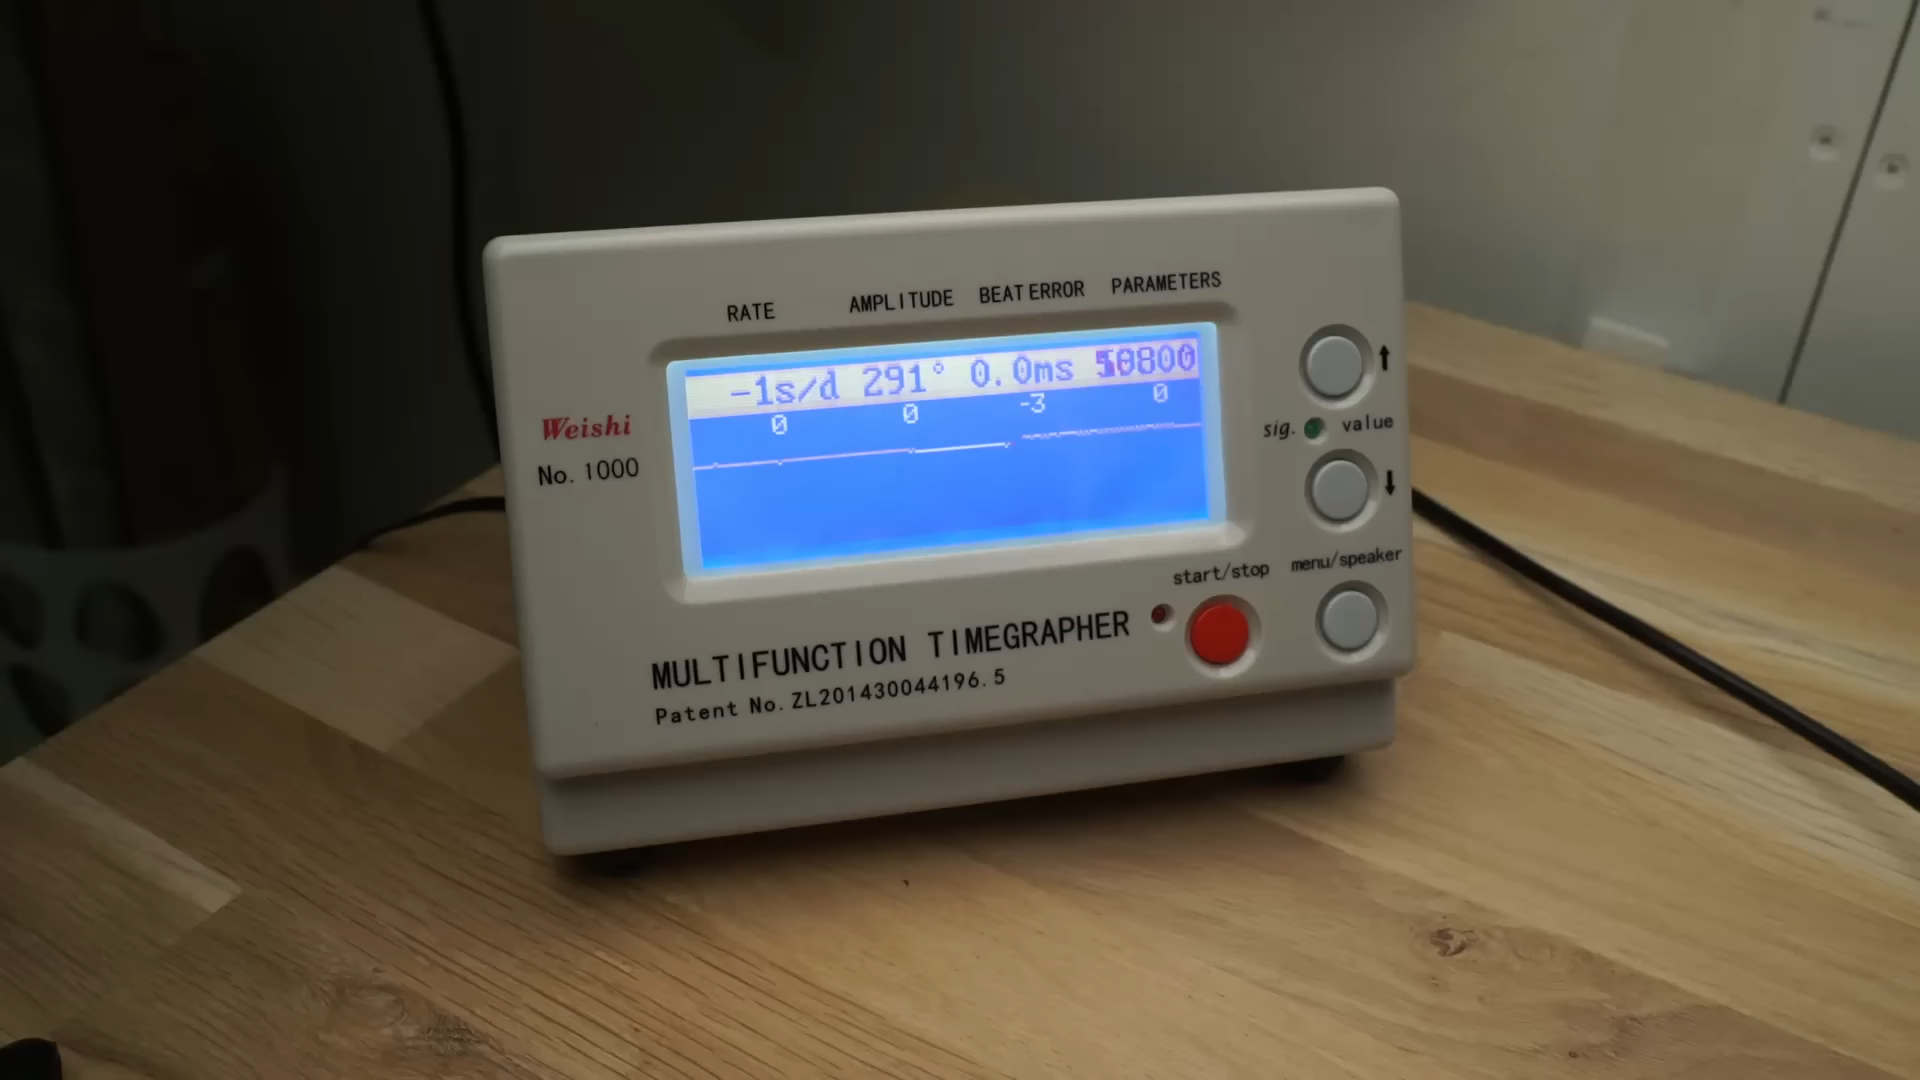 RATE AMPLITUDE BEAT ERROR PARAMETERS
-1s/d 291° 0.0ms
0 0 -3 0
Weishi
No. 1000
sig. value
start/stop menu/speaker
MULTIFUNCTION TIMEGRAPHER
Patent No. ZL201430044196.5